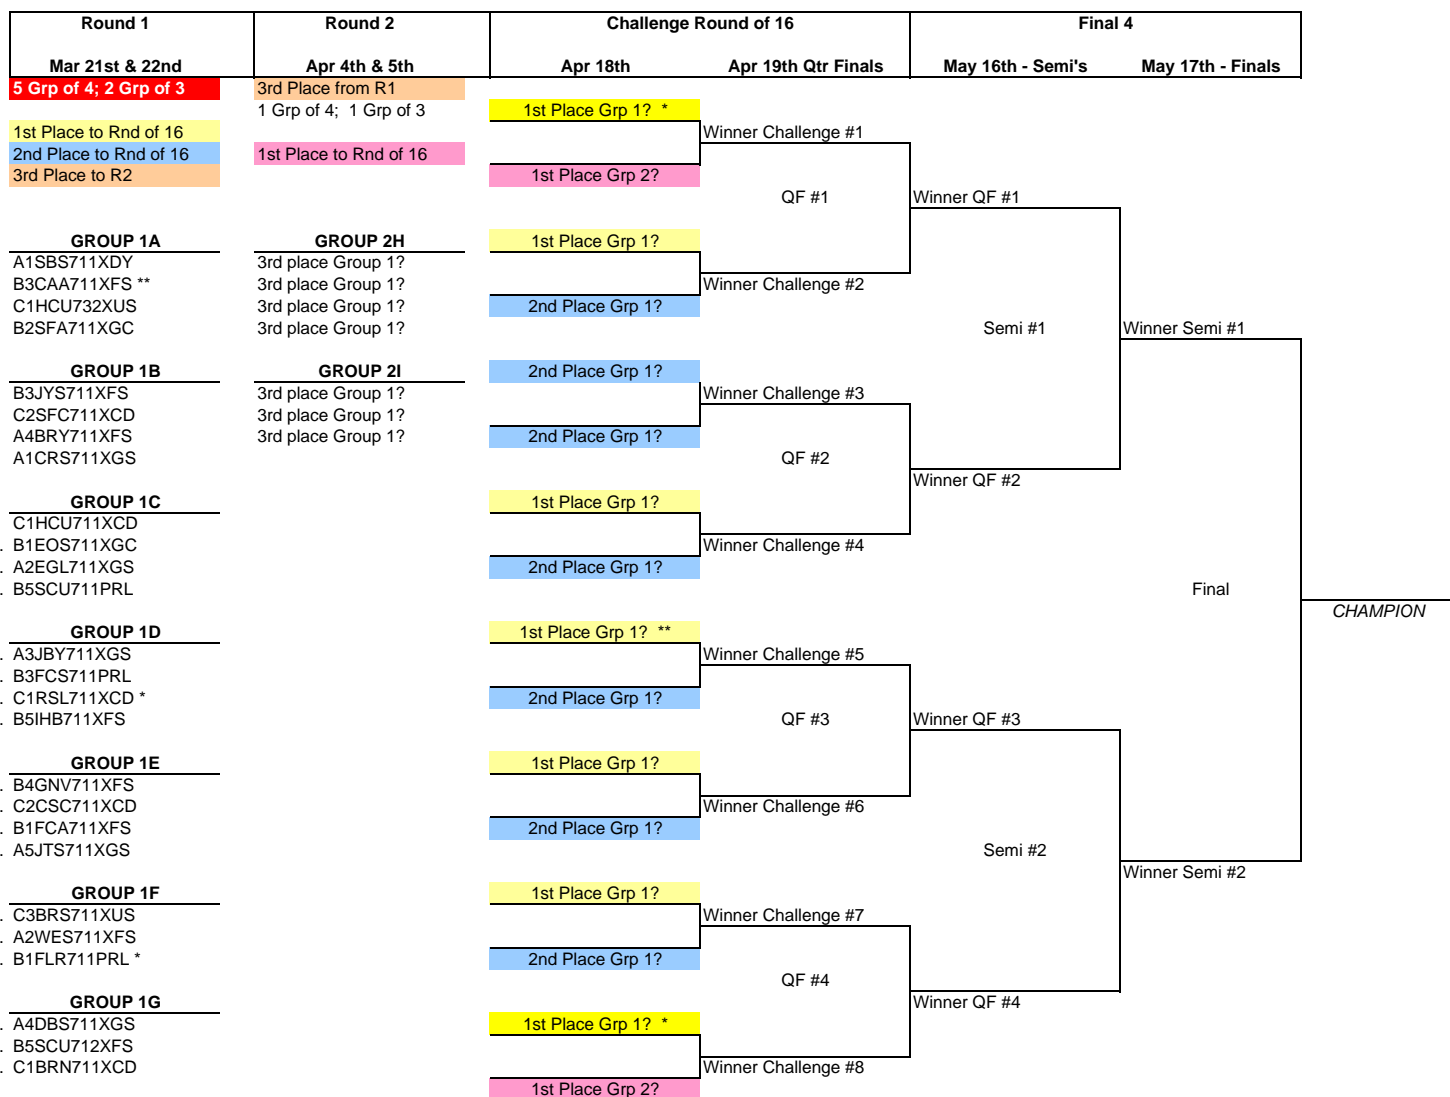 Round 1
Round 2
Challenge Round of 16
Final 4
Mar 21st & 22nd
Apr 4th & 5th
Apr 18th
Apr 19th Qtr Finals
May 16th - Semi's
May 17th - Finals
5 Grp of 4; 2 Grp of 3
1st Place to Rnd of 16
2nd Place to Rnd of 16
3rd Place to R2
GROUP 1A
A1SBS711XDY
B3CAA711XFS **
C1HCU732XUS
B2SFA711XGC
GROUP 1B
B3JYS711XFS
C2SFC711XCD
A4BRY711XFS
A1CRS711XGS
GROUP 1C
C1HCU711XCD
. B1EOS711XGC
. A2EGL711XGS
. B5SCU711PRL
GROUP 1D
. A3JBY711XGS
. B3FCS711PRL
. C1RSL711XCD *
. B5IHB711XFS
GROUP 1E
. B4GNV711XFS
. C2CSC711XCD
. B1FCA711XFS
. A5JTS711XGS
GROUP 1F
. C3BRS711XUS
. A2WES711XFS
. B1FLR711PRL *
GROUP 1G
. A4DBS711XGS
. B5SCU712XFS
. C1BRN711XCD
3rd Place from R1
1 Grp of 4; 1 Grp of 3
1st Place to Rnd of 16
GROUP 2H
3rd place Group 1?
3rd place Group 1?
3rd place Group 1?
3rd place Group 1?
GROUP 2I
3rd place Group 1?
3rd place Group 1?
3rd place Group 1?
1st Place Grp 1? *
1st Place Grp 2?
1st Place Grp 1?
2nd Place Grp 1?
2nd Place Grp 1?
2nd Place Grp 1?
1st Place Grp 1?
2nd Place Grp 1?
1st Place Grp 1? **
2nd Place Grp 1?
1st Place Grp 1?
2nd Place Grp 1?
1st Place Grp 1?
2nd Place Grp 1?
1st Place Grp 1? *
1st Place Grp 2?
Winner Challenge #1
QF #1
Winner Challenge #2
Winner Challenge #3
QF #2
Winner Challenge #4
Winner Challenge #5
QF #3
Winner Challenge #6
Winner Challenge #7
QF #4
Winner Challenge #8
Winner QF #1
Semi #1
Winner QF #2
Winner QF #3
Semi #2
Winner QF #4
Winner Semi #1
Final
Winner Semi #2
CHAMPION